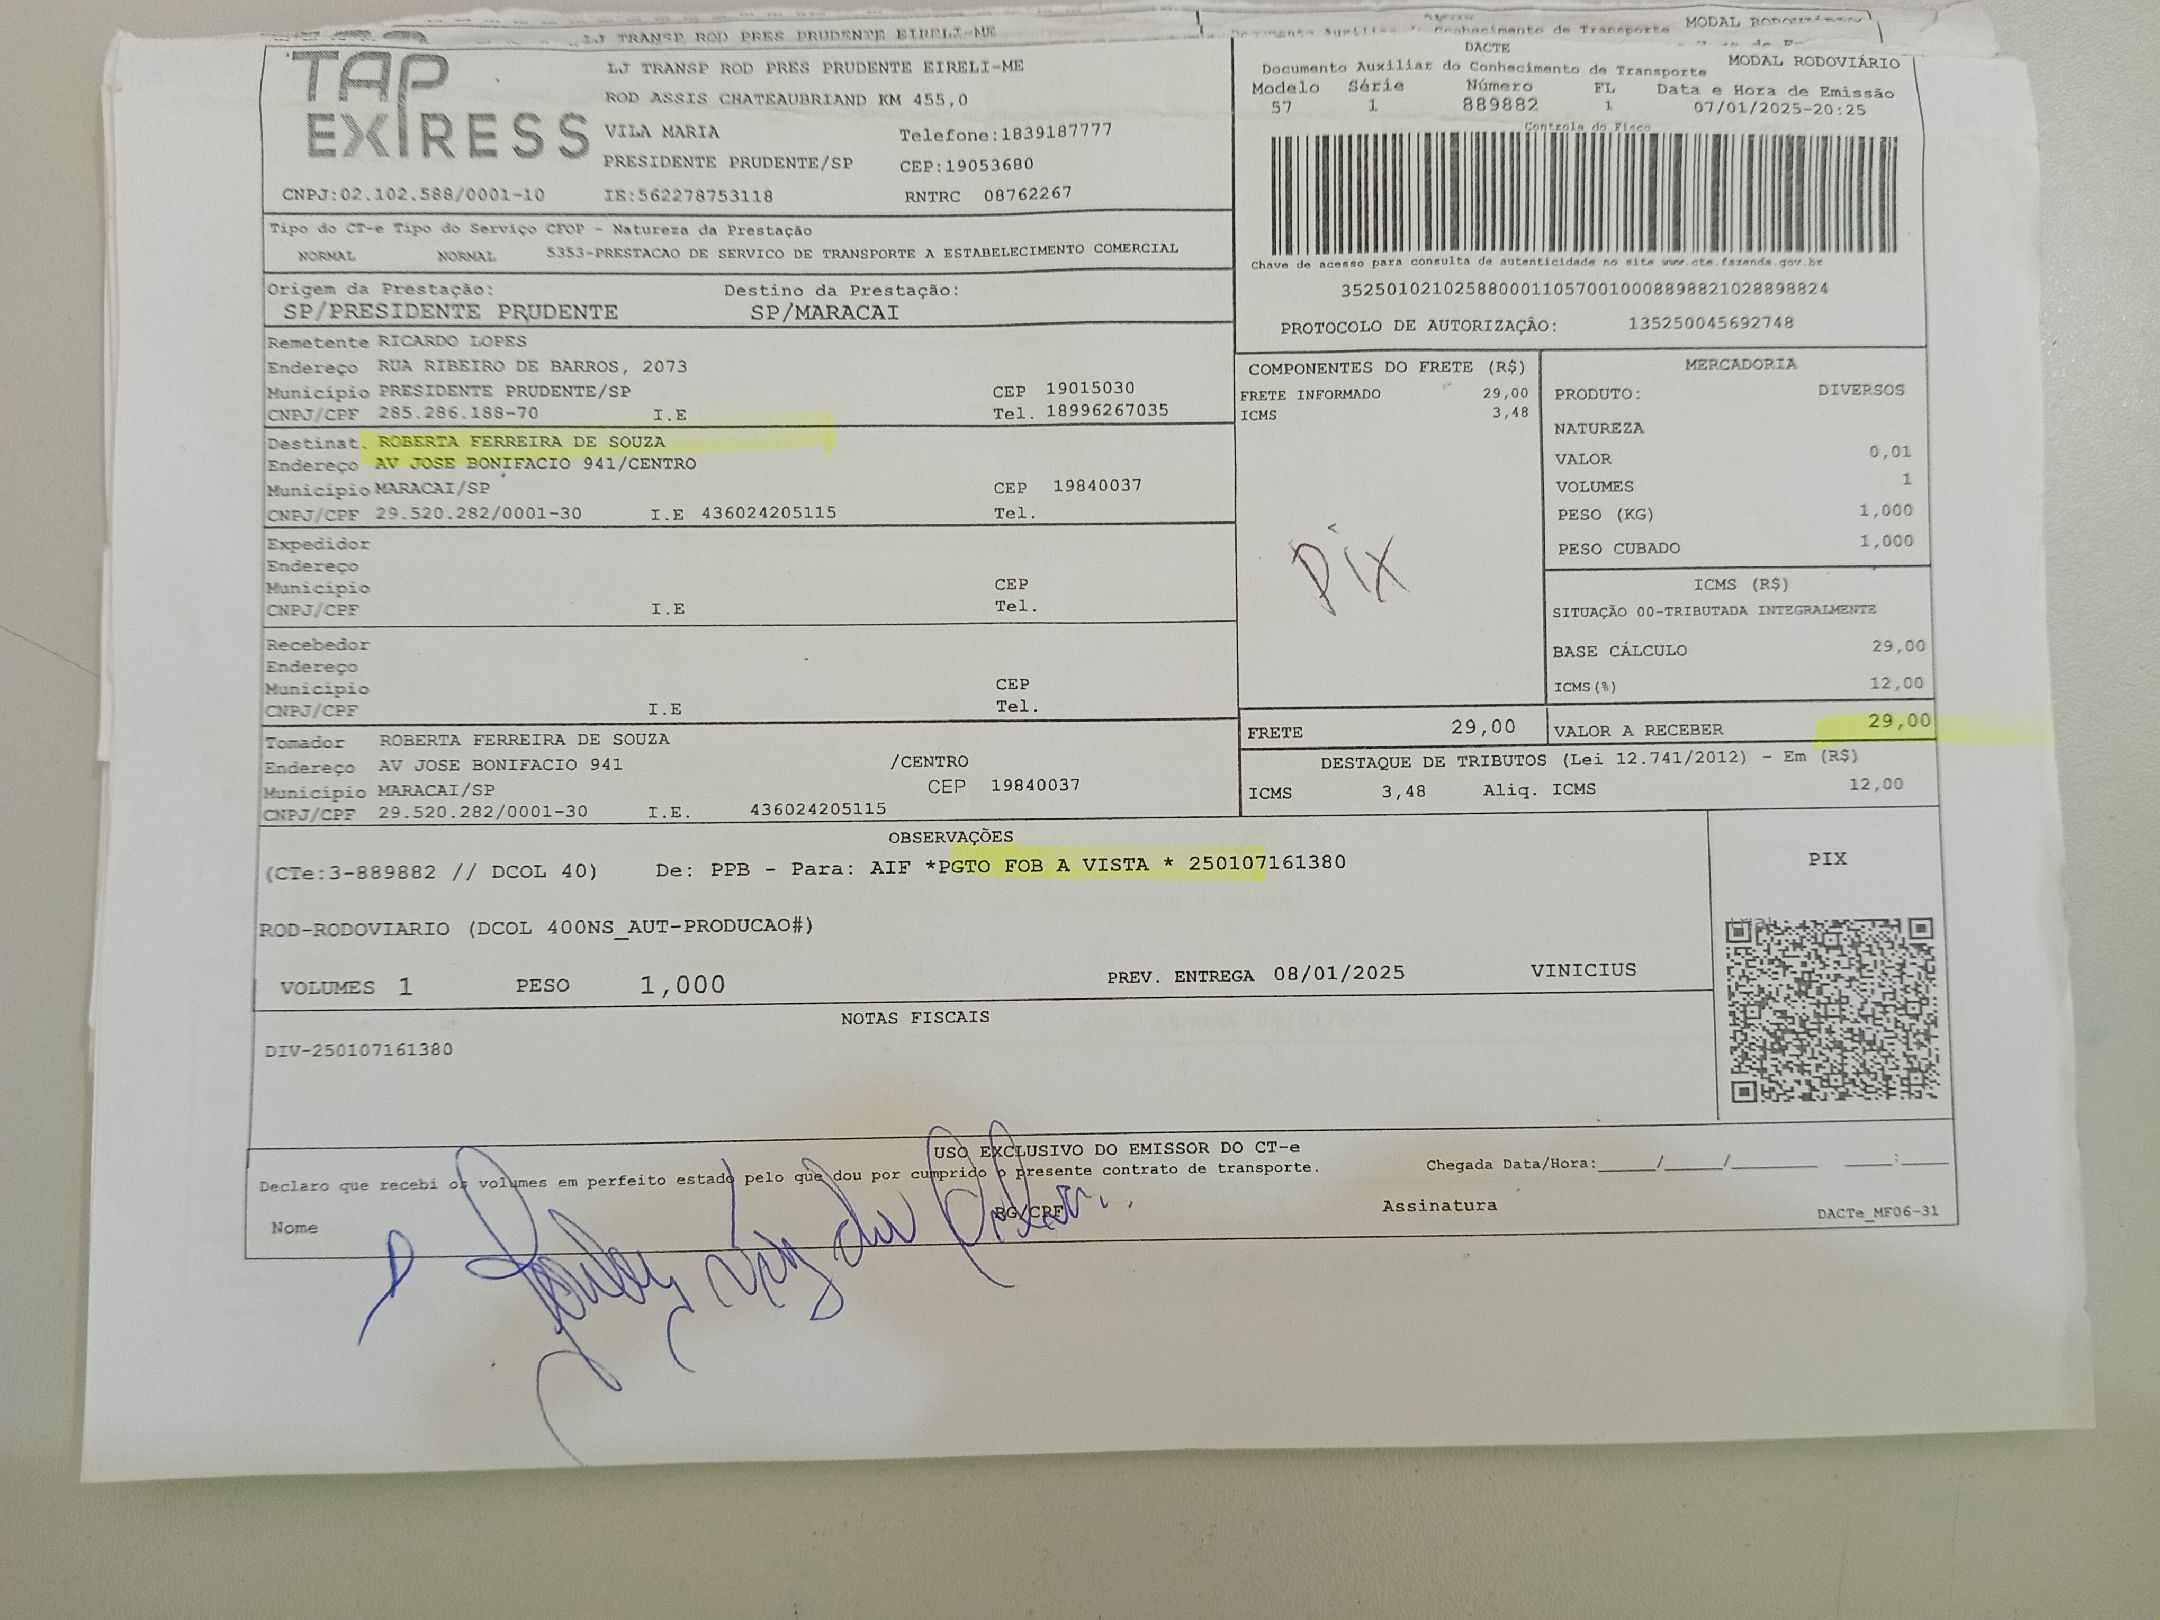 LJ TRANSP ROD PRES PRUDENTE EIRELI-ME
Documento Auxiliar do Conhecimento de Transporte MODAL RODOVIÁRIO
TAP EXPRESS
LJ TRANSP ROD PRES PRUDENTE EIRELI-ME
ROD ASSIS CHATEAUBRIAND KM 455,0
VILA MARIA Telefone:1839187777
PRESIDENTE PRUDENTE/SP CEP:19053680
CNPJ:02.102.588/0001-10 IE:562278753118 RNTRC 08762267
DACTE
Documento Auxiliar do Conhecimento de Transporte MODAL RODOVIÁRIO
Modelo Série Número FL Data e Hora de Emissão
57 1 889882 1 07/01/2025-20:25
Controle do Fisco
Chave de acesso para consulta de autenticidade no site www.cte.fazenda.gov.br
35250102102588000110570010008898821028898824
PROTOCOLO DE AUTORIZAÇÃO: 135250045692748
Tipo do CT-e Tipo do Serviço CFOP - Natureza da Prestação
NORMAL NORMAL 5353-PRESTACAO DE SERVICO DE TRANSPORTE A ESTABELECIMENTO COMERCIAL
Origem da Prestação: Destino da Prestação:
SP/PRESIDENTE PRUDENTE SP/MARACAI
Remetente RICARDO LOPES
Endereço RUA RIBEIRO DE BARROS, 2073
Município PRESIDENTE PRUDENTE/SP CEP 19015030
CNPJ/CPF 285.286.188-70 I.E Tel. 18996267035
Destinat. ROBERTA FERREIRA DE SOUZA
Endereço AV JOSE BONIFACIO 941/CENTRO
Município MARACAI/SP CEP 19840037
CNPJ/CPF 29.520.282/0001-30 I.E 436024205115 Tel.
Expedidor
Endereço
Município CEP
CNPJ/CPF I.E Tel.
Recebedor
Endereço
Município CEP
CNPJ/CPF I.E Tel.
Tomador ROBERTA FERREIRA DE SOUZA
Endereço AV JOSE BONIFACIO 941 /CENTRO
Município MARACAI/SP CEP 19840037
CNPJ/CPF 29.520.282/0001-30 I.E. 436024205115
COMPONENTES DO FRETE (R$)
FRETE INFORMADO 29,00
ICMS 3,48
Pix
MERCADORIA
PRODUTO: DIVERSOS
NATUREZA
VALOR 0,01
VOLUMES 1
PESO (KG) 1,000
PESO CUBADO 1,000
ICMS (R$)
SITUAÇÃO 00-TRIBUTADA INTEGRALMENTE
BASE CÁLCULO 29,00
ICMS(%) 12,00
FRETE 29,00 VALOR A RECEBER 29,00
DESTAQUE DE TRIBUTOS (Lei 12.741/2012) - Em (R$)
ICMS 3,48 Aliq. ICMS 12,00
OBSERVAÇÕES
(CTe:3-889882 // DCOL 40) De: PPB - Para: AIF *PGTO FOB A VISTA * 250107161380
ROD-RODOVIARIO (DCOL 400NS_AUT-PRODUCAO#)
VOLUMES 1 PESO 1,000 PREV. ENTREGA 08/01/2025 VINICIUS
PIX
NOTAS FISCAIS
DIV-250107161380
USO EXCLUSIVO DO EMISSOR DO CT-e
Declaro que recebi os volumes em perfeito estado pelo que dou por cumprido o presente contrato de transporte. Chegada Data/Hora:_____/_____/_______ ____:____
Nome RG/CPF Assinatura DACTe_MF06-31